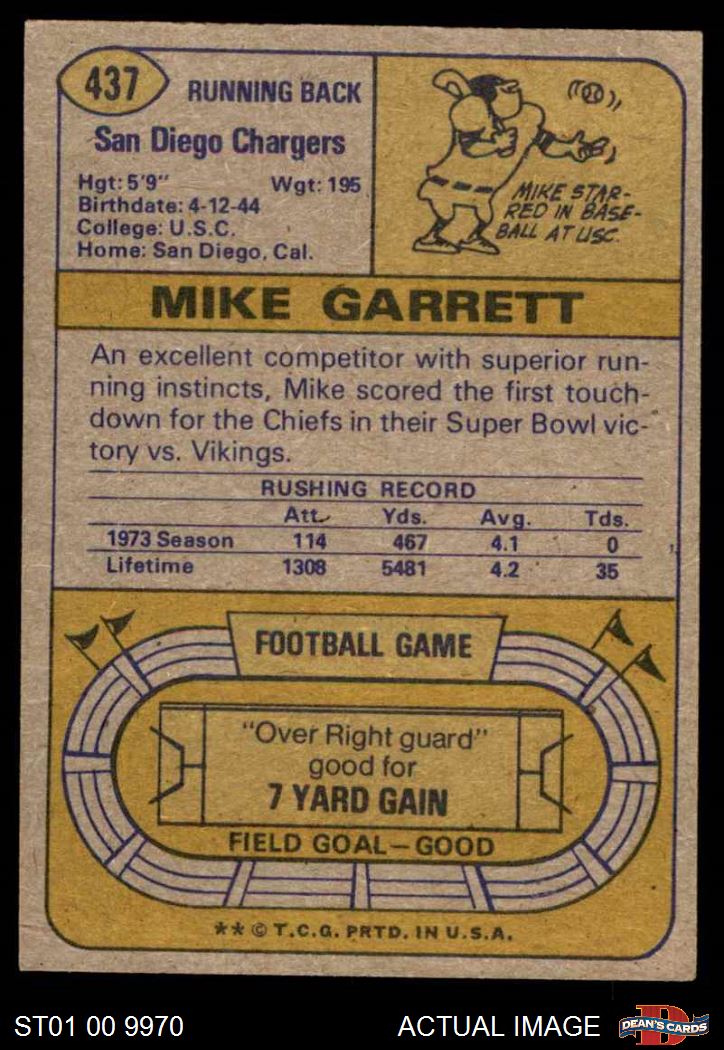 437
RUNNING BACK
San Diego Chargers
Hgt: 5'9" Wgt: 195
Birthdate: 4-12-44
College: U.S.C.
Home: San Diego, Cal.
MIKE STAR-
RED IN BASE-
BALL AT USC.
MIKE GARRETT
An excellent competitor with superior run-
ning instincts, Mike scored the first touch-
down for the Chiefs in their Super Bowl vic-
tory vs. Vikings.
RUSHING RECORD
Att. Yds. Avg. Tds.
1973 Season 114 467 4.1 0
Lifetime 1308 5481 4.2 35
FOOTBALL GAME
"Over Right guard"
good for
7 YARD GAIN
FIELD GOAL—GOOD
** © T.C.G. PRTD. IN U.S.A.
ST01 00 9970 ACTUAL IMAGE
D
DEAN'S CARDS